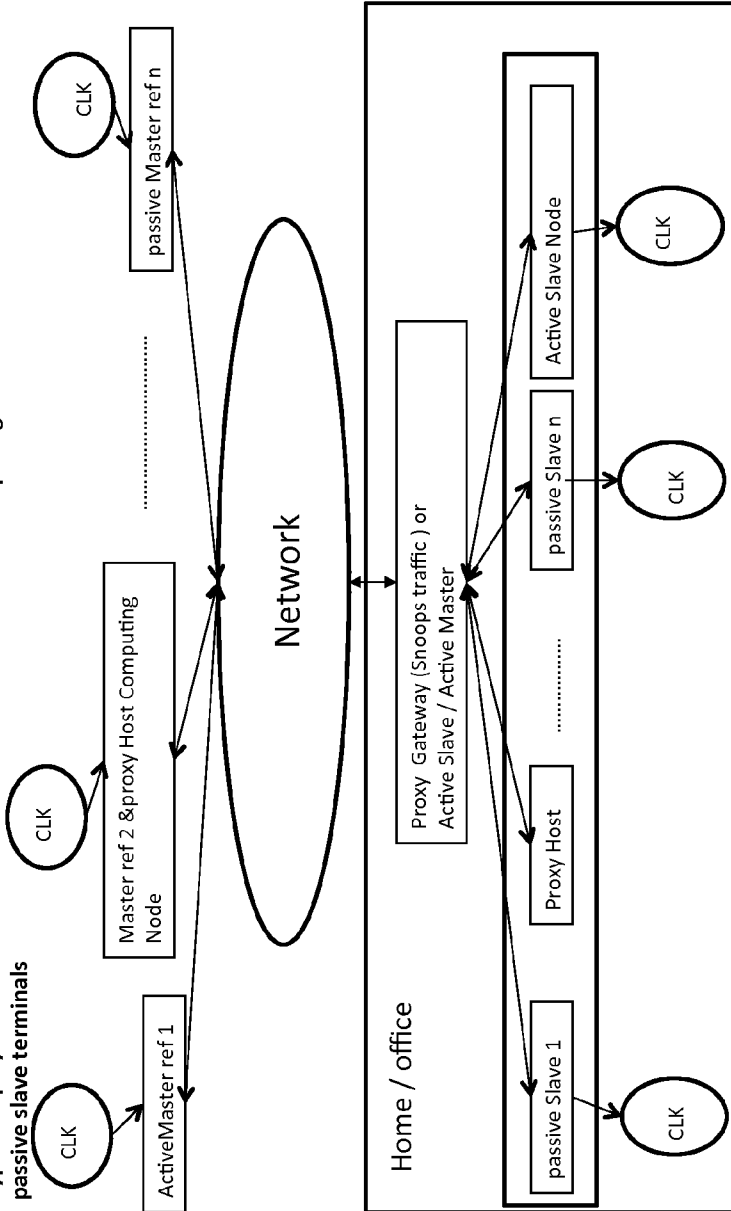 passive slave terminals
CLK
CLK
CLK
ActiveMaster ref 1
Master ref 2 &proxy Host Computing
Node
passive Master ref n
Network
Home / office
Proxy Gateway (Snoops traffic ) or
Active Slave / Active Master
passive Slave 1
Proxy Host
passive Slave n
Active Slave Node
CLK
CLK
CLK